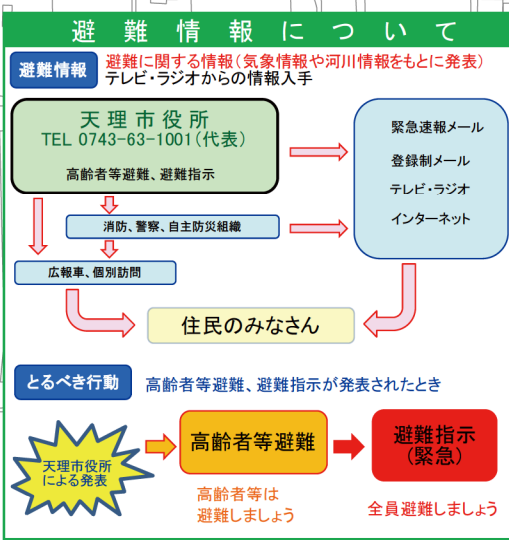 避難情報について
避難情報
避難に関する情報(気象情報や河川情報をもとに発表)
テレビ・ラジオからの情報入手
天理市役所
TEL 0743-63-1001(代表)
高齢者等避難、避難指示
緊急速報メール
登録制メール
テレビ・ラジオ
インターネット
消防、警察、自主防災組織
広報車、個別訪問
住民のみなさん
とるべき行動
高齢者等避難、避難指示が発表されたとき
天理市役所
による発表
高齢者等避難
避難指示
(緊急)
高齢者等は
避難しましょう
全員避難しましょう